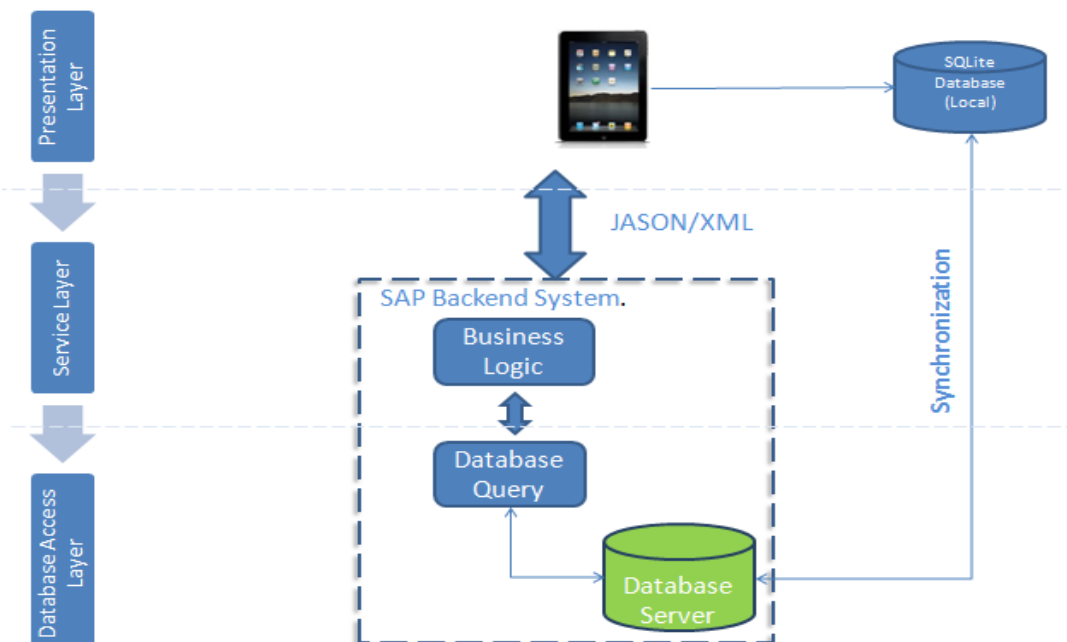 Presentation
Layer
SQLite
Database
(Local)
JASON/XML
Service Layer
SAP Backend System.
Business
Logic
Synchronization
Database
Query
Database Access
Layer
Database
Server